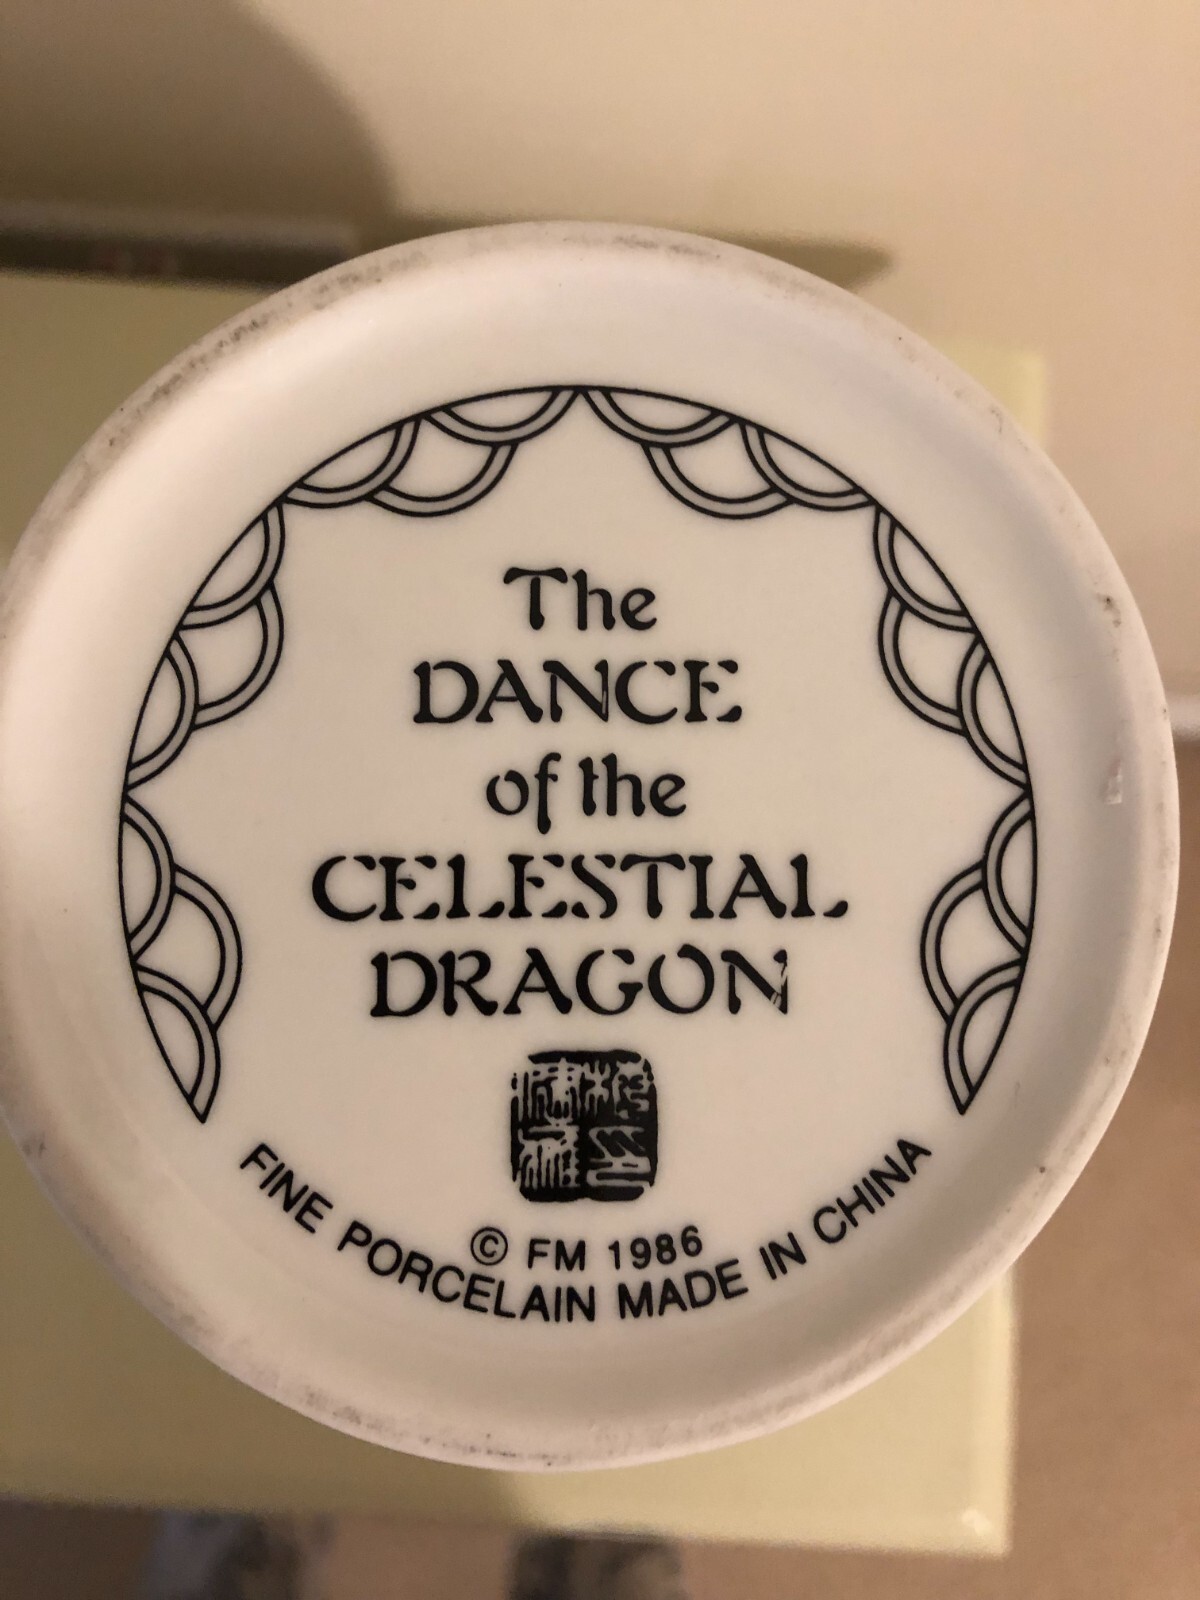 The
DANCE
of the
CELESTIAL
DRAGON
© FM 1986
FINE PORCELAIN MADE IN CHINA